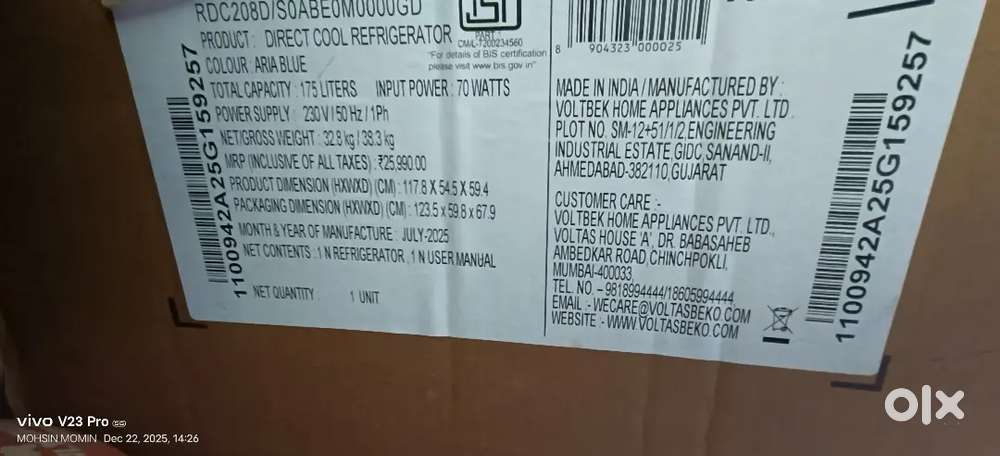 RDC208D/S0ABE0M0000GD
PRODUCT : DIRECT COOL REFRIGERATOR
COLOUR : ARIA BLUE
TOTAL CAPACITY : 175 LITERS INPUT POWER : 70 WATTS
POWER SUPPLY : 230 V / 50 Hz / 1Ph
NET/GROSS WEIGHT : 32.8 kg / 38.3 kg
MRP (INCLUSIVE OF ALL TAXES) : ₹25,990.00
PRODUCT DIMENSION (HXWXD) (CM) : 117.8 X 54.5 X 59.4
PACKAGING DIMENSION (HXWXD) (CM) : 123.5 x 59.8 x 67.9
MONTH & YEAR OF MANUFACTURE : JULY-2025
NET CONTENTS : 1 N REFRIGERATOR , 1 N USER MANUAL
NET QUANTITY : 1 UNIT
1100942A25G159257
PART 1
CM/L-7200234560
"For details of BIS certification
please visit www.bis.gov.in"
8 904323 000025
MADE IN INDIA / MANUFACTURED BY :
VOLTBEK HOME APPLIANCES PVT. LTD.
PLOT NO. SM-12+51/1/2, ENGINEERING
INDUSTRIAL ESTATE, GIDC, SANAND-II,
AHMEDABAD-382110, GUJARAT
CUSTOMER CARE :-
VOLTBEK HOME APPLIANCES PVT. LTD.,
VOLTAS HOUSE 'A', DR. BABASAHEB
AMBEDKAR ROAD, CHINCHPOKLI,
MUMBAI-400033.
TEL. NO. - 9818994444/18605994444,
EMAIL :- WECARE@VOLTASBEKO.COM
WEBSITE :- WWW.VOLTASBEKO.COM
1100942A25G159257
olx
vivo V23 Pro 5G
MOHSIN MOMIN Dec 22, 2025, 14:26